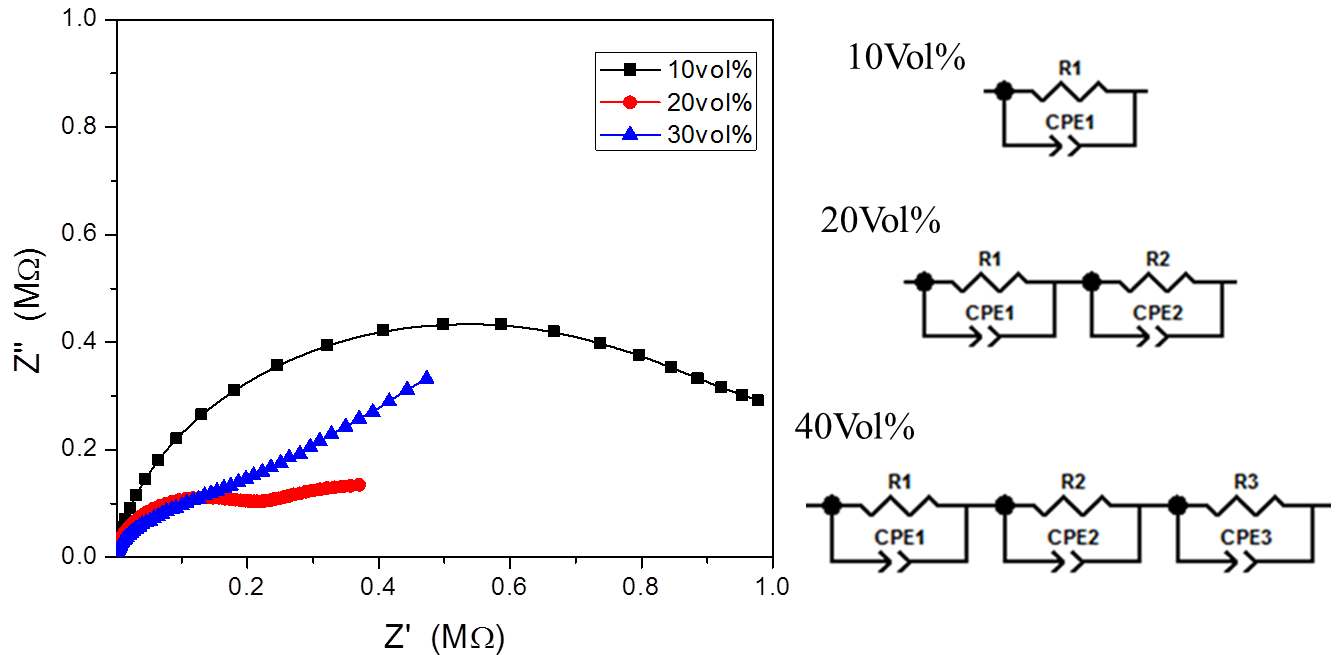 1.0
0.8
0.6
0.4
0.2
0.0
Z'' (MΩ)
0.2
0.4
0.6
0.8
1.0
Z' (MΩ)
10vol%
20vol%
30vol%
10Vol%
R1
CPE1
20Vol%
R1
R2
CPE1
CPE2
40Vol%
R1
R2
R3
CPE1
CPE2
CPE3